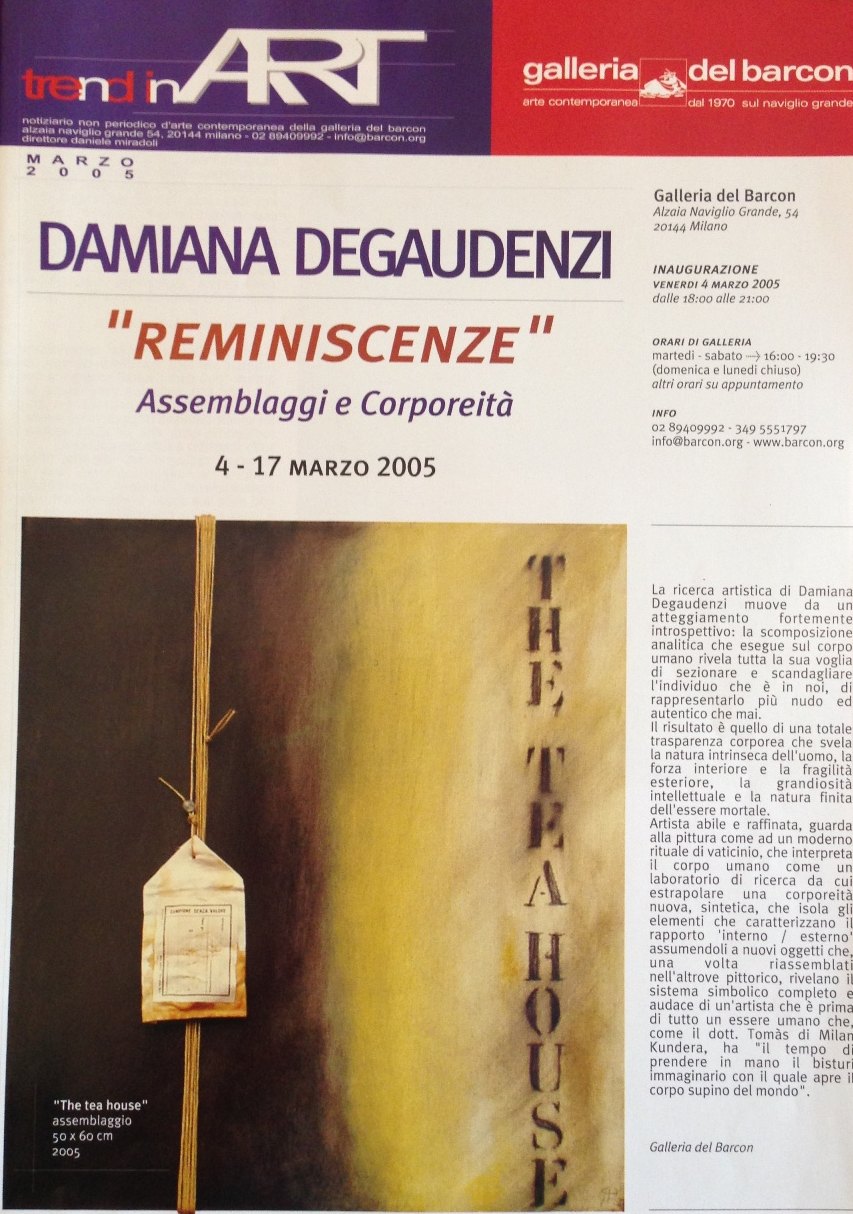 trend in ART
notiziario non periodico d'arte contemporanea della galleria del barcon
alzaia naviglio grande 54, 20144 milano - 02 89409992 - info@barcon.org
direttore daniele miradoli
galleria del barcon
arte contemporanea dal 1970 sul naviglio grande
MARZO
2005
DAMIANA DEGAUDENZI
"REMINISCENZE"
Assemblaggi e Corporeità
4 - 17 MARZO 2005
Galleria del Barcon
Alzaia Naviglio Grande, 54
20144 Milano
INAUGURAZIONE
VENERDI 4 MARZO 2005
dalle 18:00 alle 21:00
ORARI DI GALLERIA
martedi - sabato --> 16:00 - 19:30
(domenica e lunedi chiuso)
altri orari su appuntamento
INFO
02 89409992 - 349 5551797
info@barcon.org - www.barcon.org
THE TEA HOUSE
CAMPIONE SENZA VALORE
"The tea house"
assemblaggio
50 x 60 cm
2005
La ricerca artistica di Damiana
Degaudenzi muove da un
atteggiamento fortemente
introspettivo: la scomposizione
analitica che esegue sul corpo
umano rivela tutta la sua voglia
di sezionare e scandagliare
l'individuo che è in noi, di
rappresentarlo più nudo ed
autentico che mai.
Il risultato è quello di una totale
trasparenza corporea che svela
la natura intrinseca dell'uomo, la
forza interiore e la fragilità
esteriore, la grandiosità
intellettuale e la natura finita
dell'essere mortale.
Artista abile e raffinata, guarda
alla pittura come ad un moderno
rituale di vaticinio, che interpreta
il corpo umano come un
laboratorio di ricerca da cui
estrapolare una corporeità
nuova, sintetica, che isola gli
elementi che caratterizzano il
rapporto 'interno / esterno'
assumendoli a nuovi oggetti che,
una volta riassemblati
nell'altrove pittorico, rivelano il
sistema simbolico completo e
audace di un'artista che è prima
di tutto un essere umano che,
come il dott. Tomàs di Milan
Kundera, ha "il tempo di
prendere in mano il bisturi
immaginario con il quale apre il
corpo supino del mondo".
Galleria del Barcon